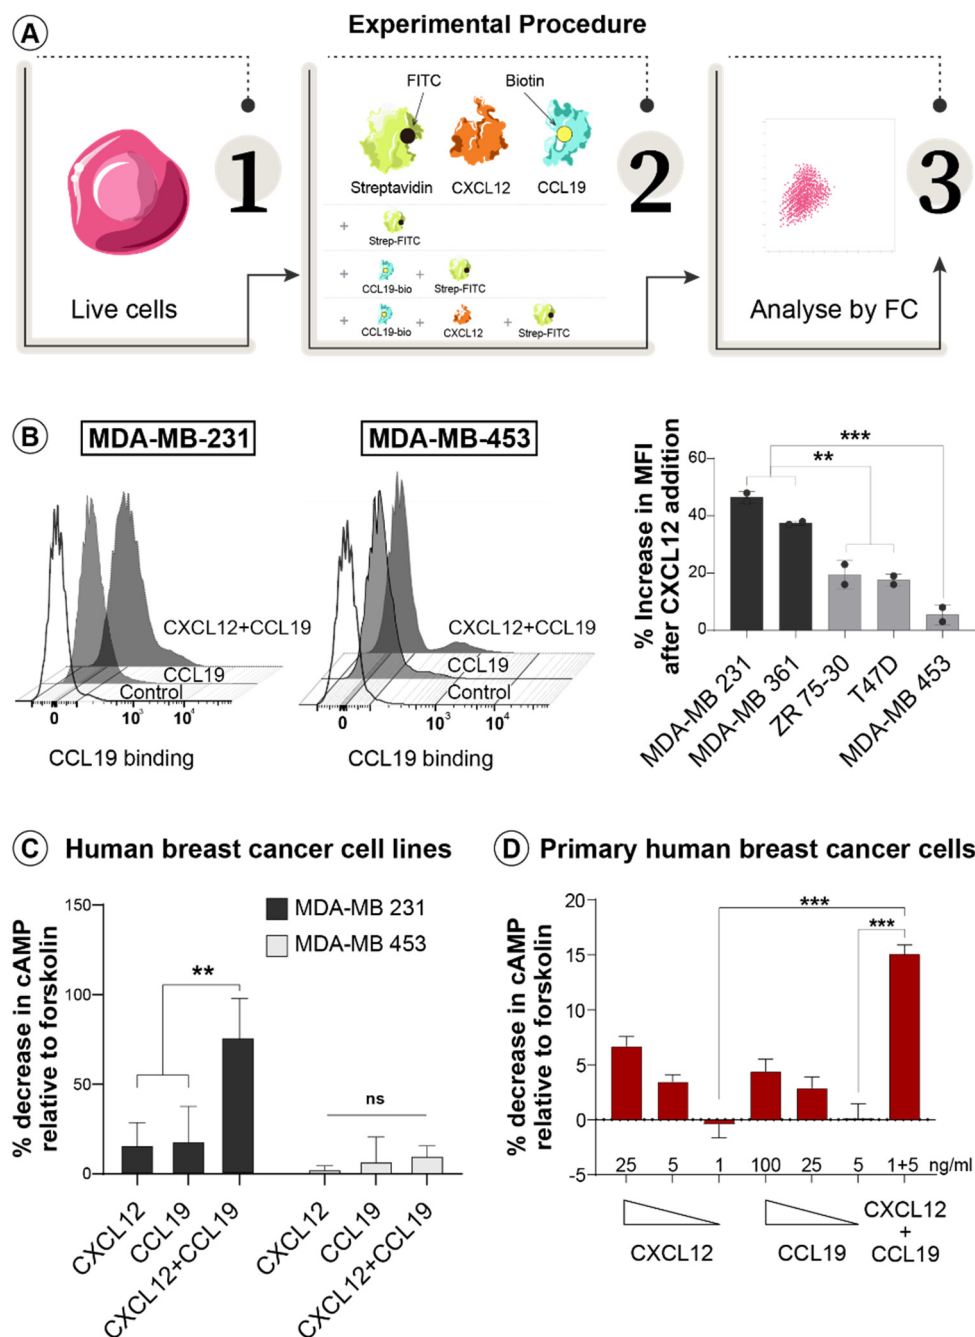 A
Experimental Procedure
1
Live cells
FITC
Biotin
Streptavidin
CXCL12
CCL19
2
+
Strep-FITC
+
+
CCL19-bio
Strep-FITC
+
+
+
CCL19-bio
CXCL12
Strep-FITC
3
Analyse by FC
B
MDA-MB-231
CXCL12+CCL19
CCL19
Control
0
10³
10⁴
CCL19 binding
MDA-MB-453
CXCL12+CCL19
CCL19
Control
0
10³
10⁴
CCL19 binding
% Increase in MFI
after CXCL12 addition
60
40
20
0
***
**
MDA-MB 231
MDA-MB 361
ZR 75-30
T47D
MDA-MB 453
C
Human breast cancer cell lines
% decrease in cAMP
relative to forskolin
150
100
50
0
MDA-MB 231
MDA-MB 453
**
ns
CXCL12
CCL19
CXCL12+CCL19
CXCL12
CCL19
CXCL12+CCL19
D
Primary human breast cancer cells
% decrease in cAMP
relative to forskolin
20
15
10
5
0
-5
***
***
25 5 1 100 25 5 1+5 ng/ml
CXCL12
CCL19
CXCL12
+
CCL19